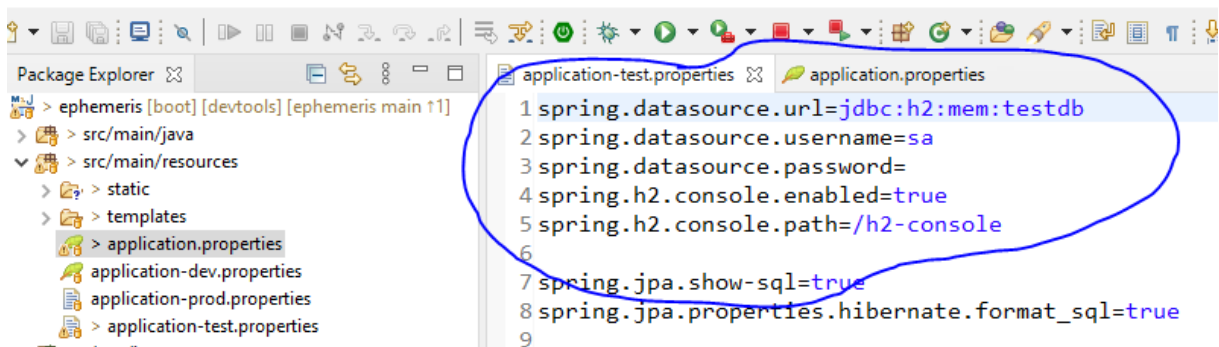 Package Explorer
> ephemeris [boot] [devtools] [ephemeris main ↑1]
> src/main/java
> src/main/resources
> static
> templates
> application.properties
application-dev.properties
application-prod.properties
> application-test.properties
application-test.properties
application.properties
1 spring.datasource.url=jdbc:h2:mem:testdb
2 spring.datasource.username=sa
3 spring.datasource.password=
4 spring.h2.console.enabled=true
5 spring.h2.console.path=/h2-console
6
7 spring.jpa.show-sql=true
8 spring.jpa.properties.hibernate.format_sql=true
9